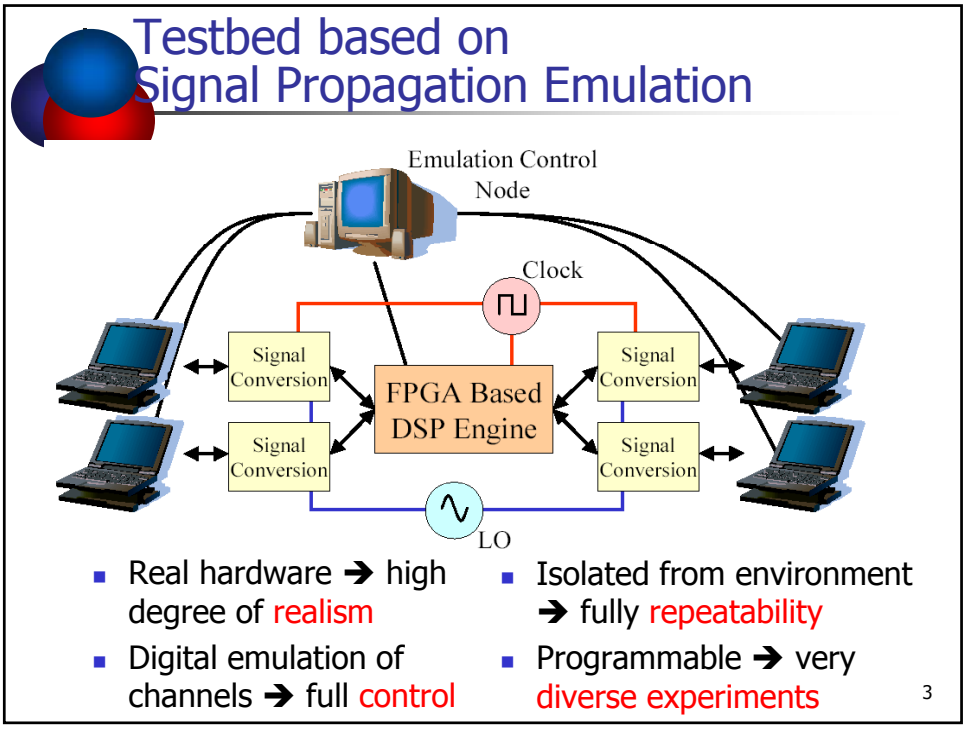 Testbed based on
Signal Propagation Emulation
Emulation Control
Node
Clock
Signal
Conversion
Signal
Conversion
FPGA Based
DSP Engine
Signal
Conversion
Signal
Conversion
LO
■ Real hardware ➔ high
degree of realism
■ Digital emulation of
channels ➔ full control
■ Isolated from environment
➔ fully repeatability
■ Programmable ➔ very
diverse experiments
3